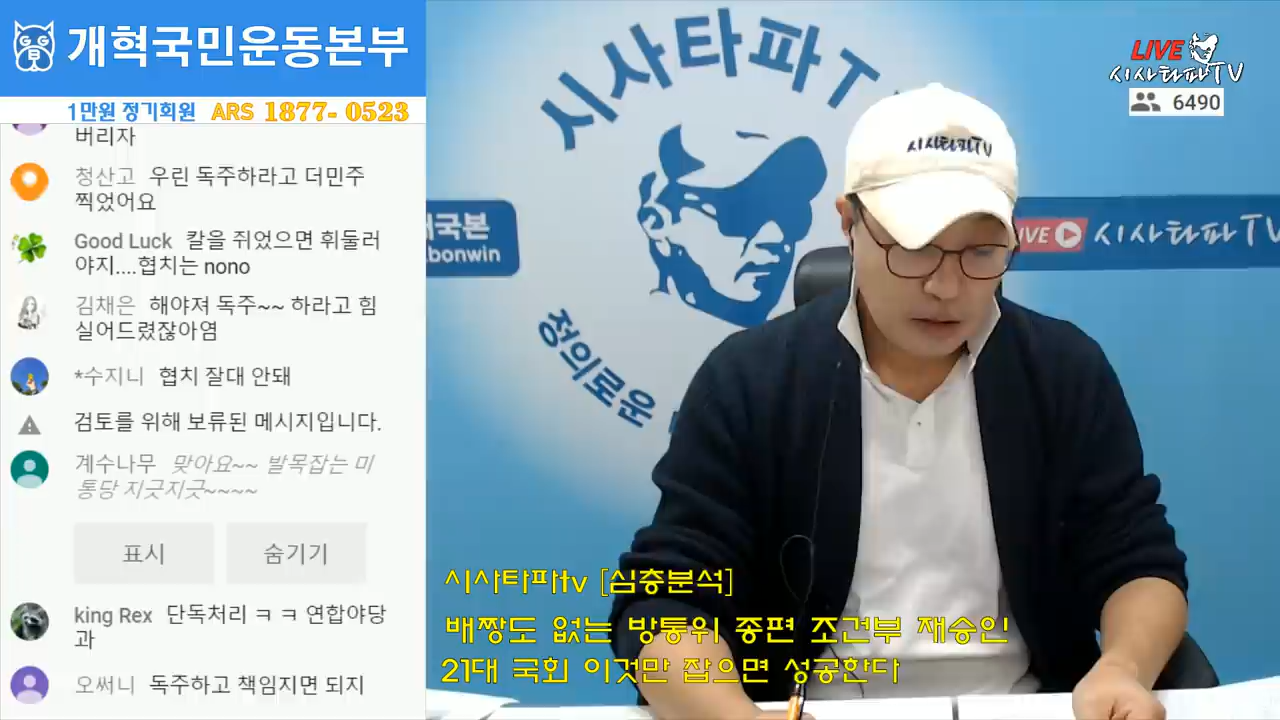 개혁국민운동본부
1만원 정기회원 ARS 1877- 0523
버리자
청산고 우린 독주하라고 더민주
찍었어요
Good Luck 칼을 쥐었으면 휘둘러
야지....협치는 nono
김채은 해야져 독주~~ 하라고 힘
실어드렸잖아염
*수지니 협치 잘대 안돼
검토를 위해 보류된 메시지입니다.
계수나무 맞아요~~ 발목잡는 미
통당 지긋지긋~~~~
표시 숨기기
king Rex 단독처리 ㅋ ㅋ 연합야당
과
오써니 독주하고 책임지면 되지
시사타파T
정의로운
국본
bonwin
시사타파TV
LIVE
시사타파TV
6490
IVE 시사타파TV
시사타파tv [심층분석]
배짱도 없는 방통위 종편 조건부 재승인
21대 국회 이것만 잡으면 성공한다